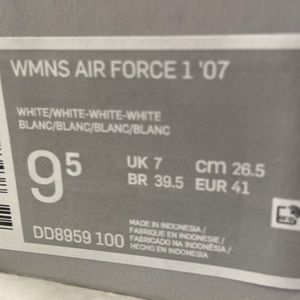 WMNS AIR FORCE 1 '07
WHITE/WHITE-WHITE-WHITE
BLANC/BLANC/BLANC/BLANC
9⁵
UK 7 cm 26.5
BR 39.5 EUR 41
DD8959 100
MADE IN INDONESIA/
FABRIQUE EN INDONESIE/
FABRICADO NA INDONÉSIA/
HECHO EN INDONESIA